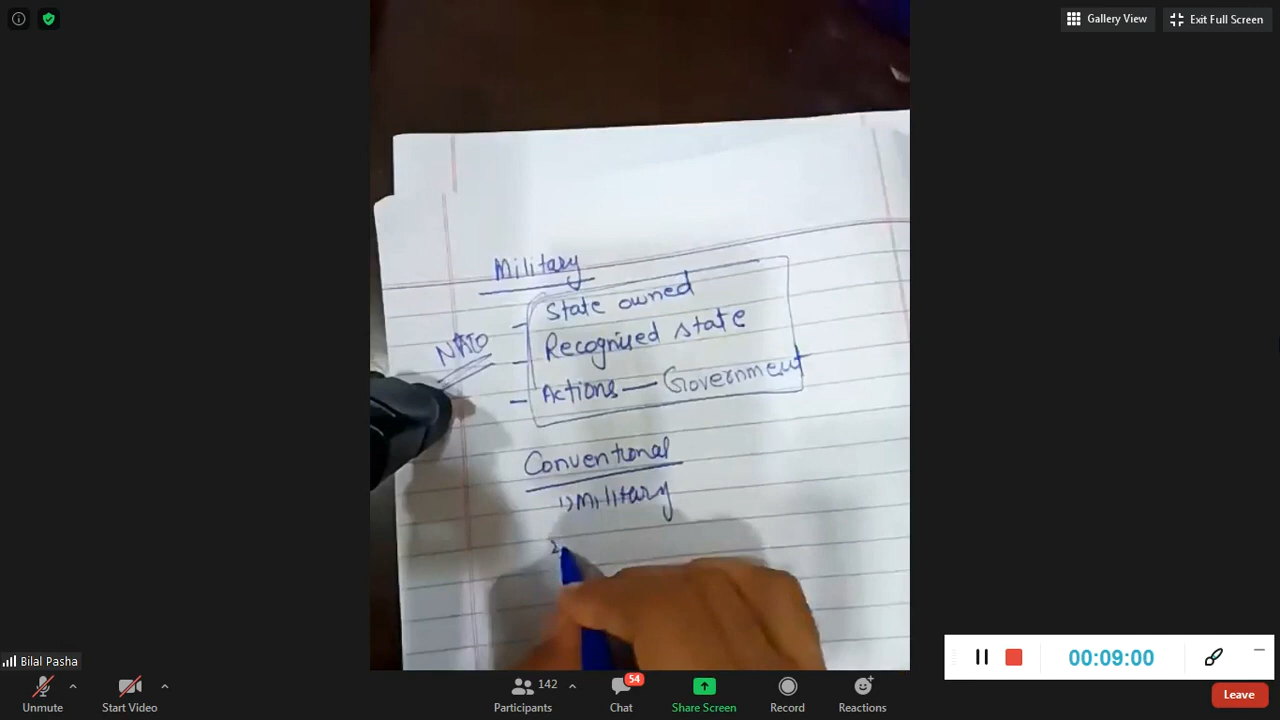 Gallery View
Exit Full Screen
Military
NATO
- State owned
- Recognised state
- Actions — Government
Conventional
1) Military
2
Bilal Pasha
00:09:00
Unmute
Start Video
142
Participants
54
Chat
Share Screen
Record
Reactions
Leave